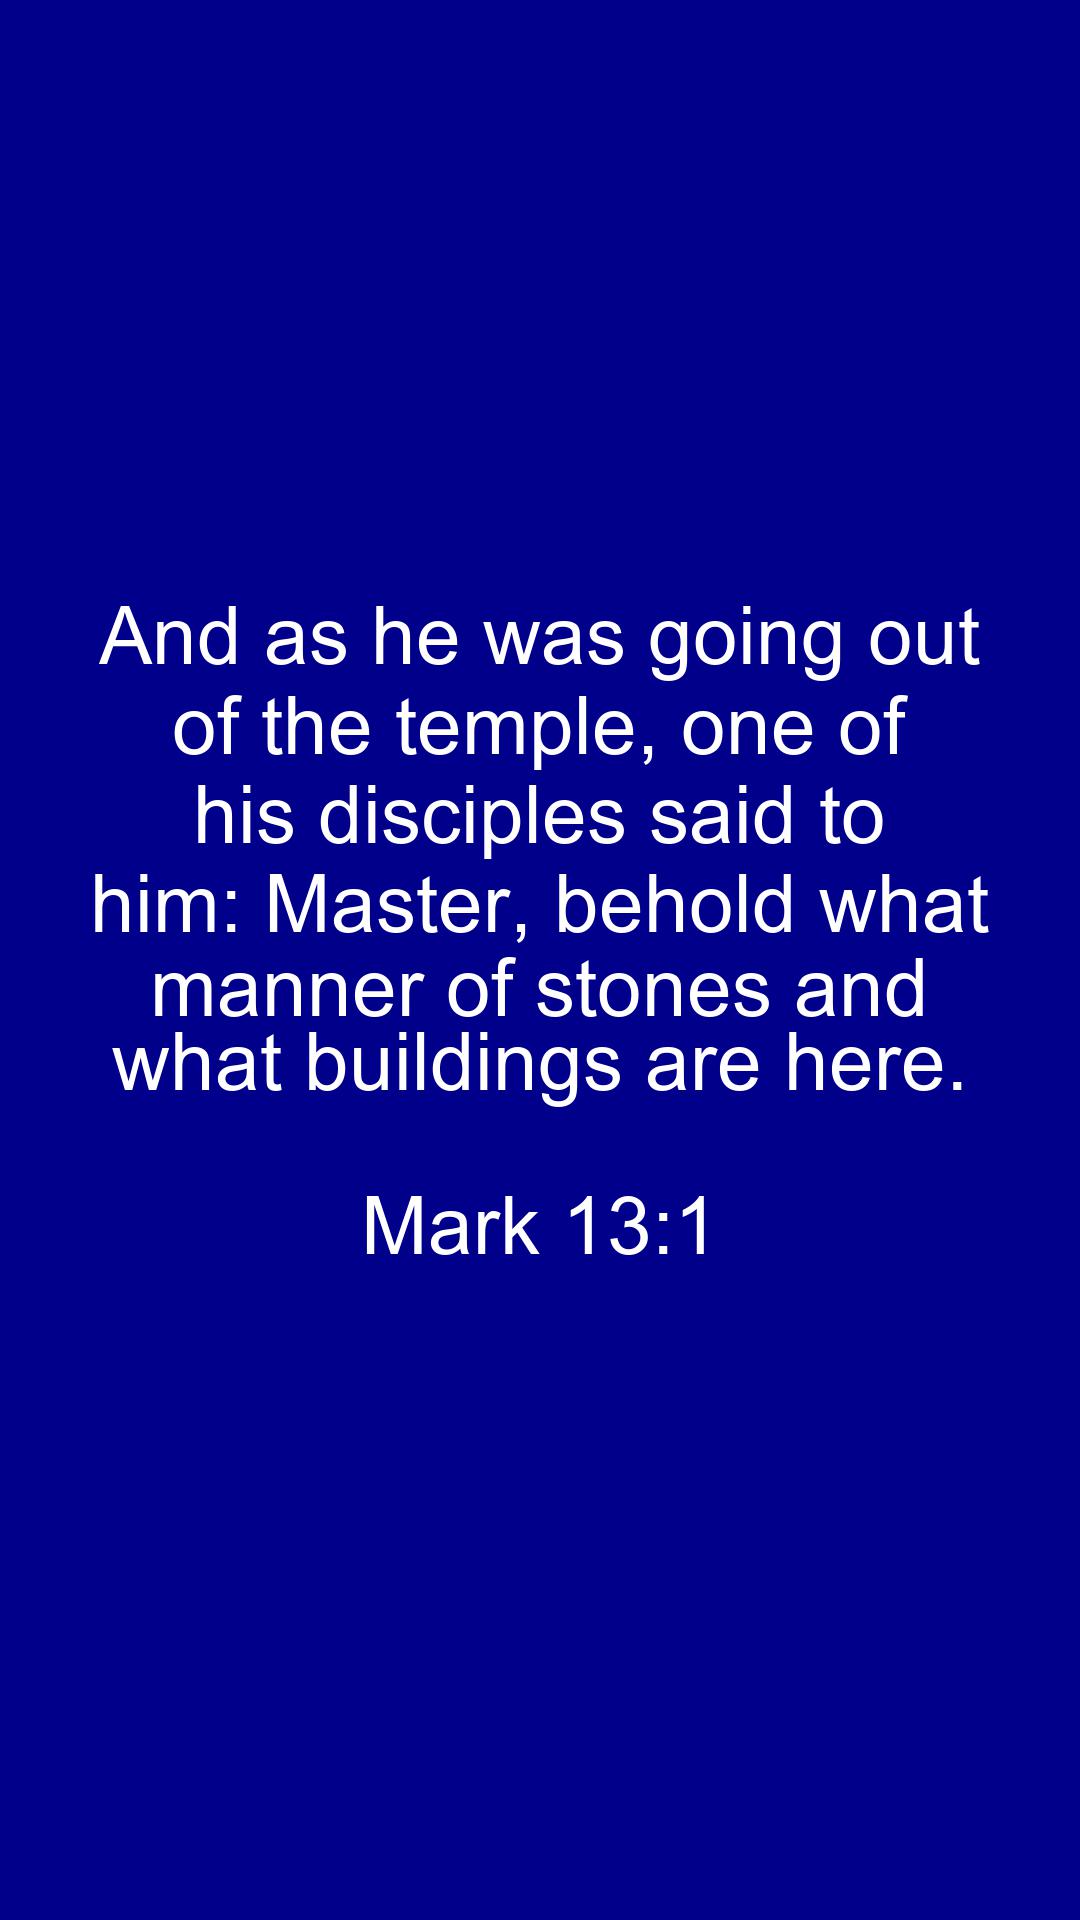 And as he was going out
of the temple, one of
his disciples said to
him: Master, behold what
manner of stones and
what buildings are here.
Mark 13:1